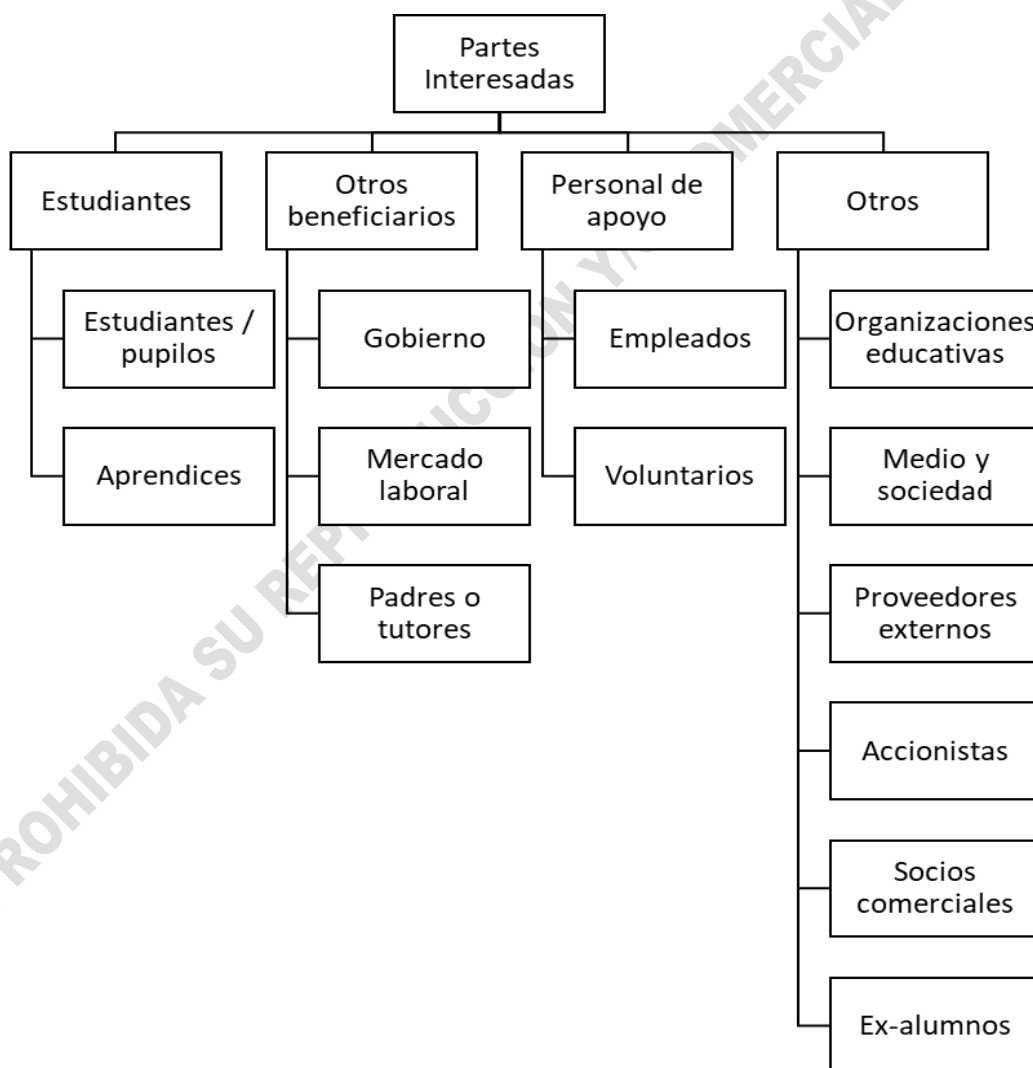 Partes
Interesadas
Estudiantes
Otros
beneficiarios
Personal de
apoyo
Otros
Estudiantes /
pupilos
Aprendices
Gobierno
Mercado
laboral
Padres o
tutores
Empleados
Voluntarios
Organizaciones
educativas
Medio y
sociedad
Proveedores
externos
Accionistas
Socios
comerciales
Ex-alumnos
ROHIBIDA SU